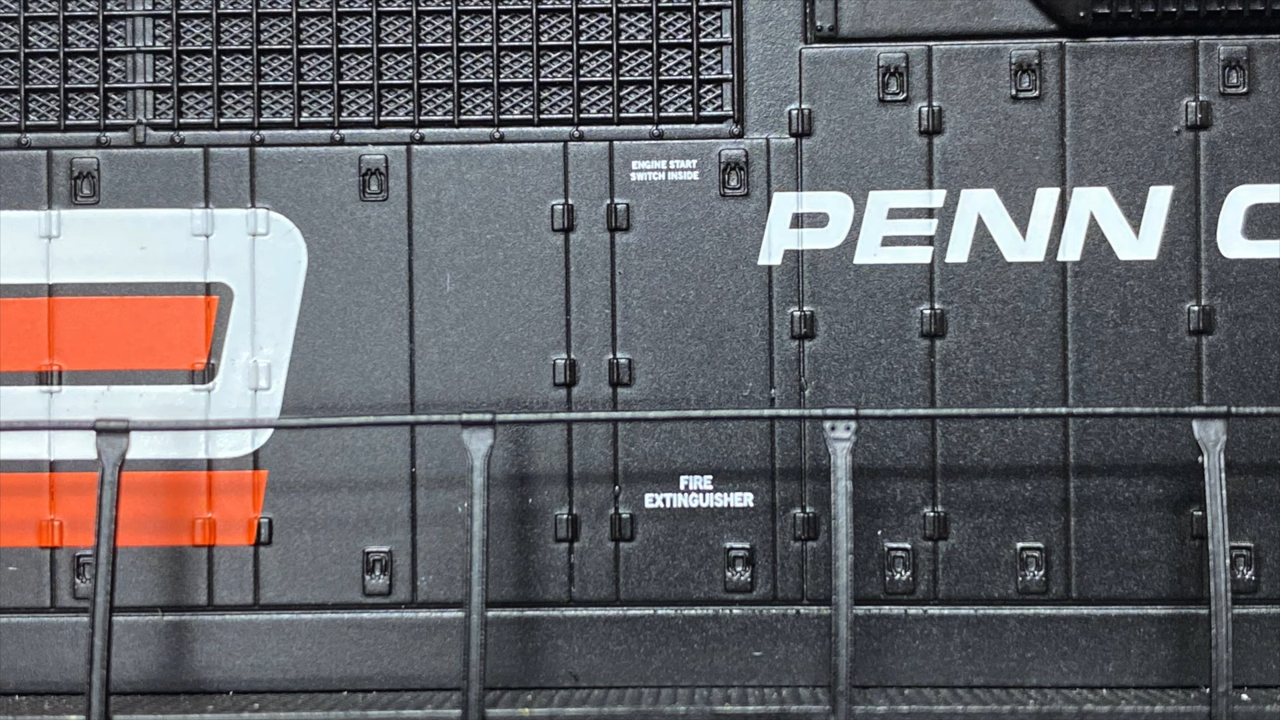 ENGINE START
SWITCH INSIDE
PENN C
FIRE
EXTINGUISHER